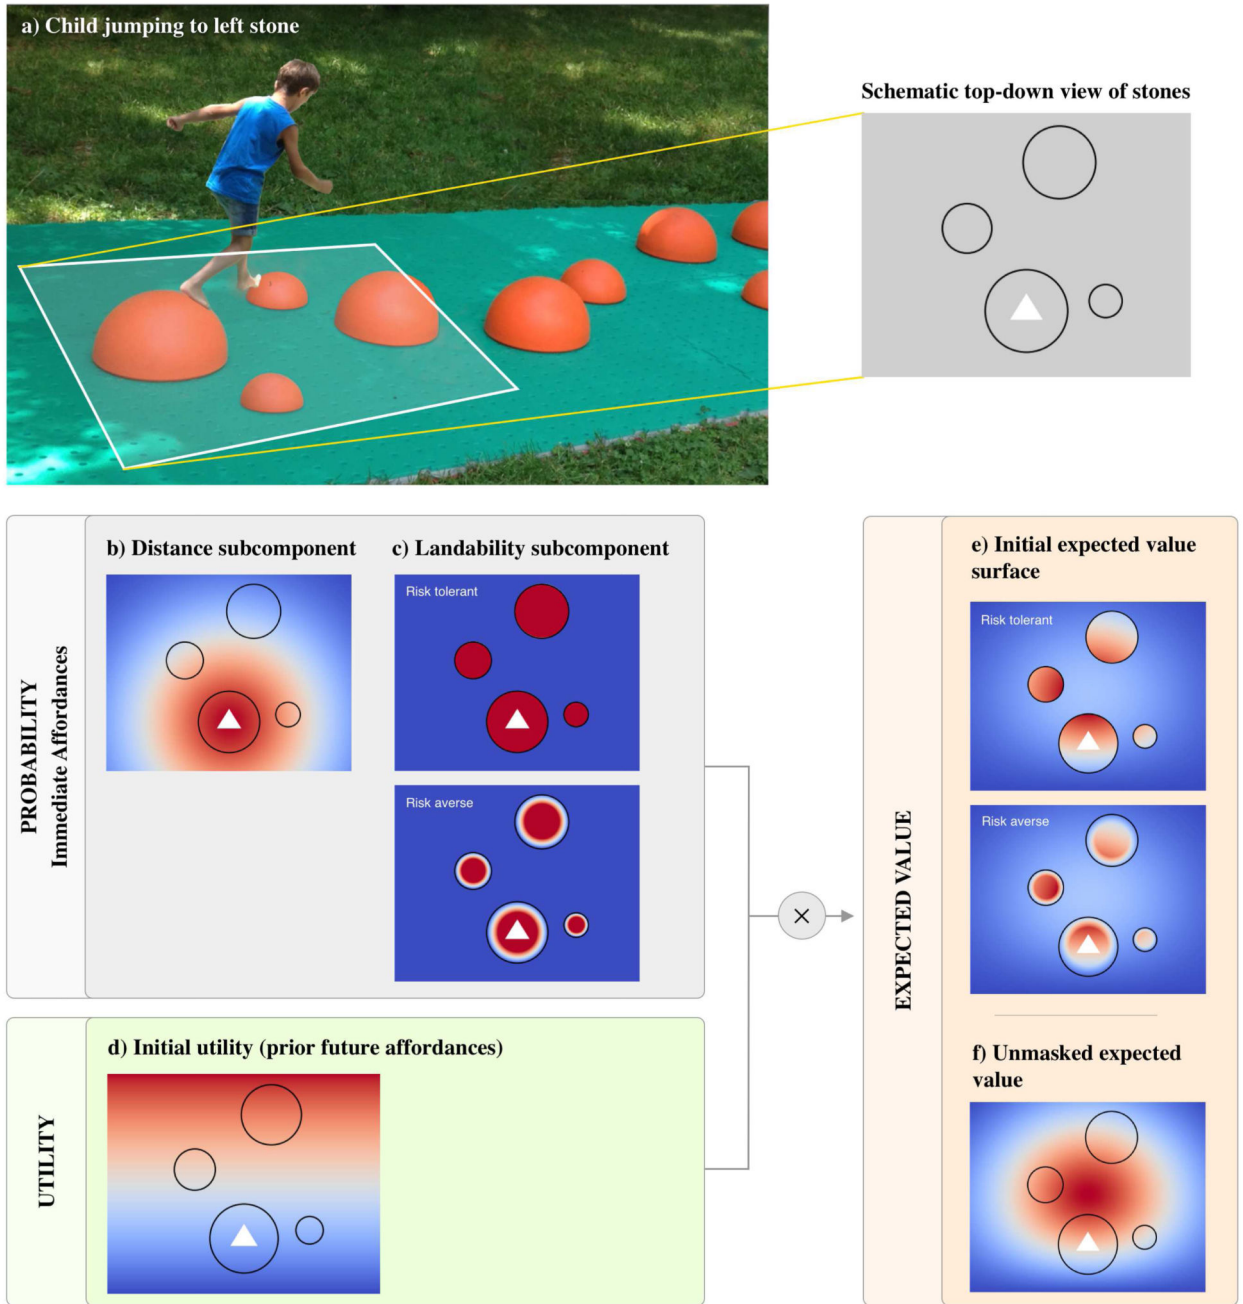 a) Child jumping to left stone
Schematic top-down view of stones
PROBABILITY
Immediate Affordances
b) Distance subcomponent
c) Landability subcomponent
Risk tolerant
Risk averse
UTILITY
d) Initial utility (prior future affordances)
×
EXPECTED VALUE
e) Initial expected value
surface
Risk tolerant
Risk averse
f) Unmasked expected
value